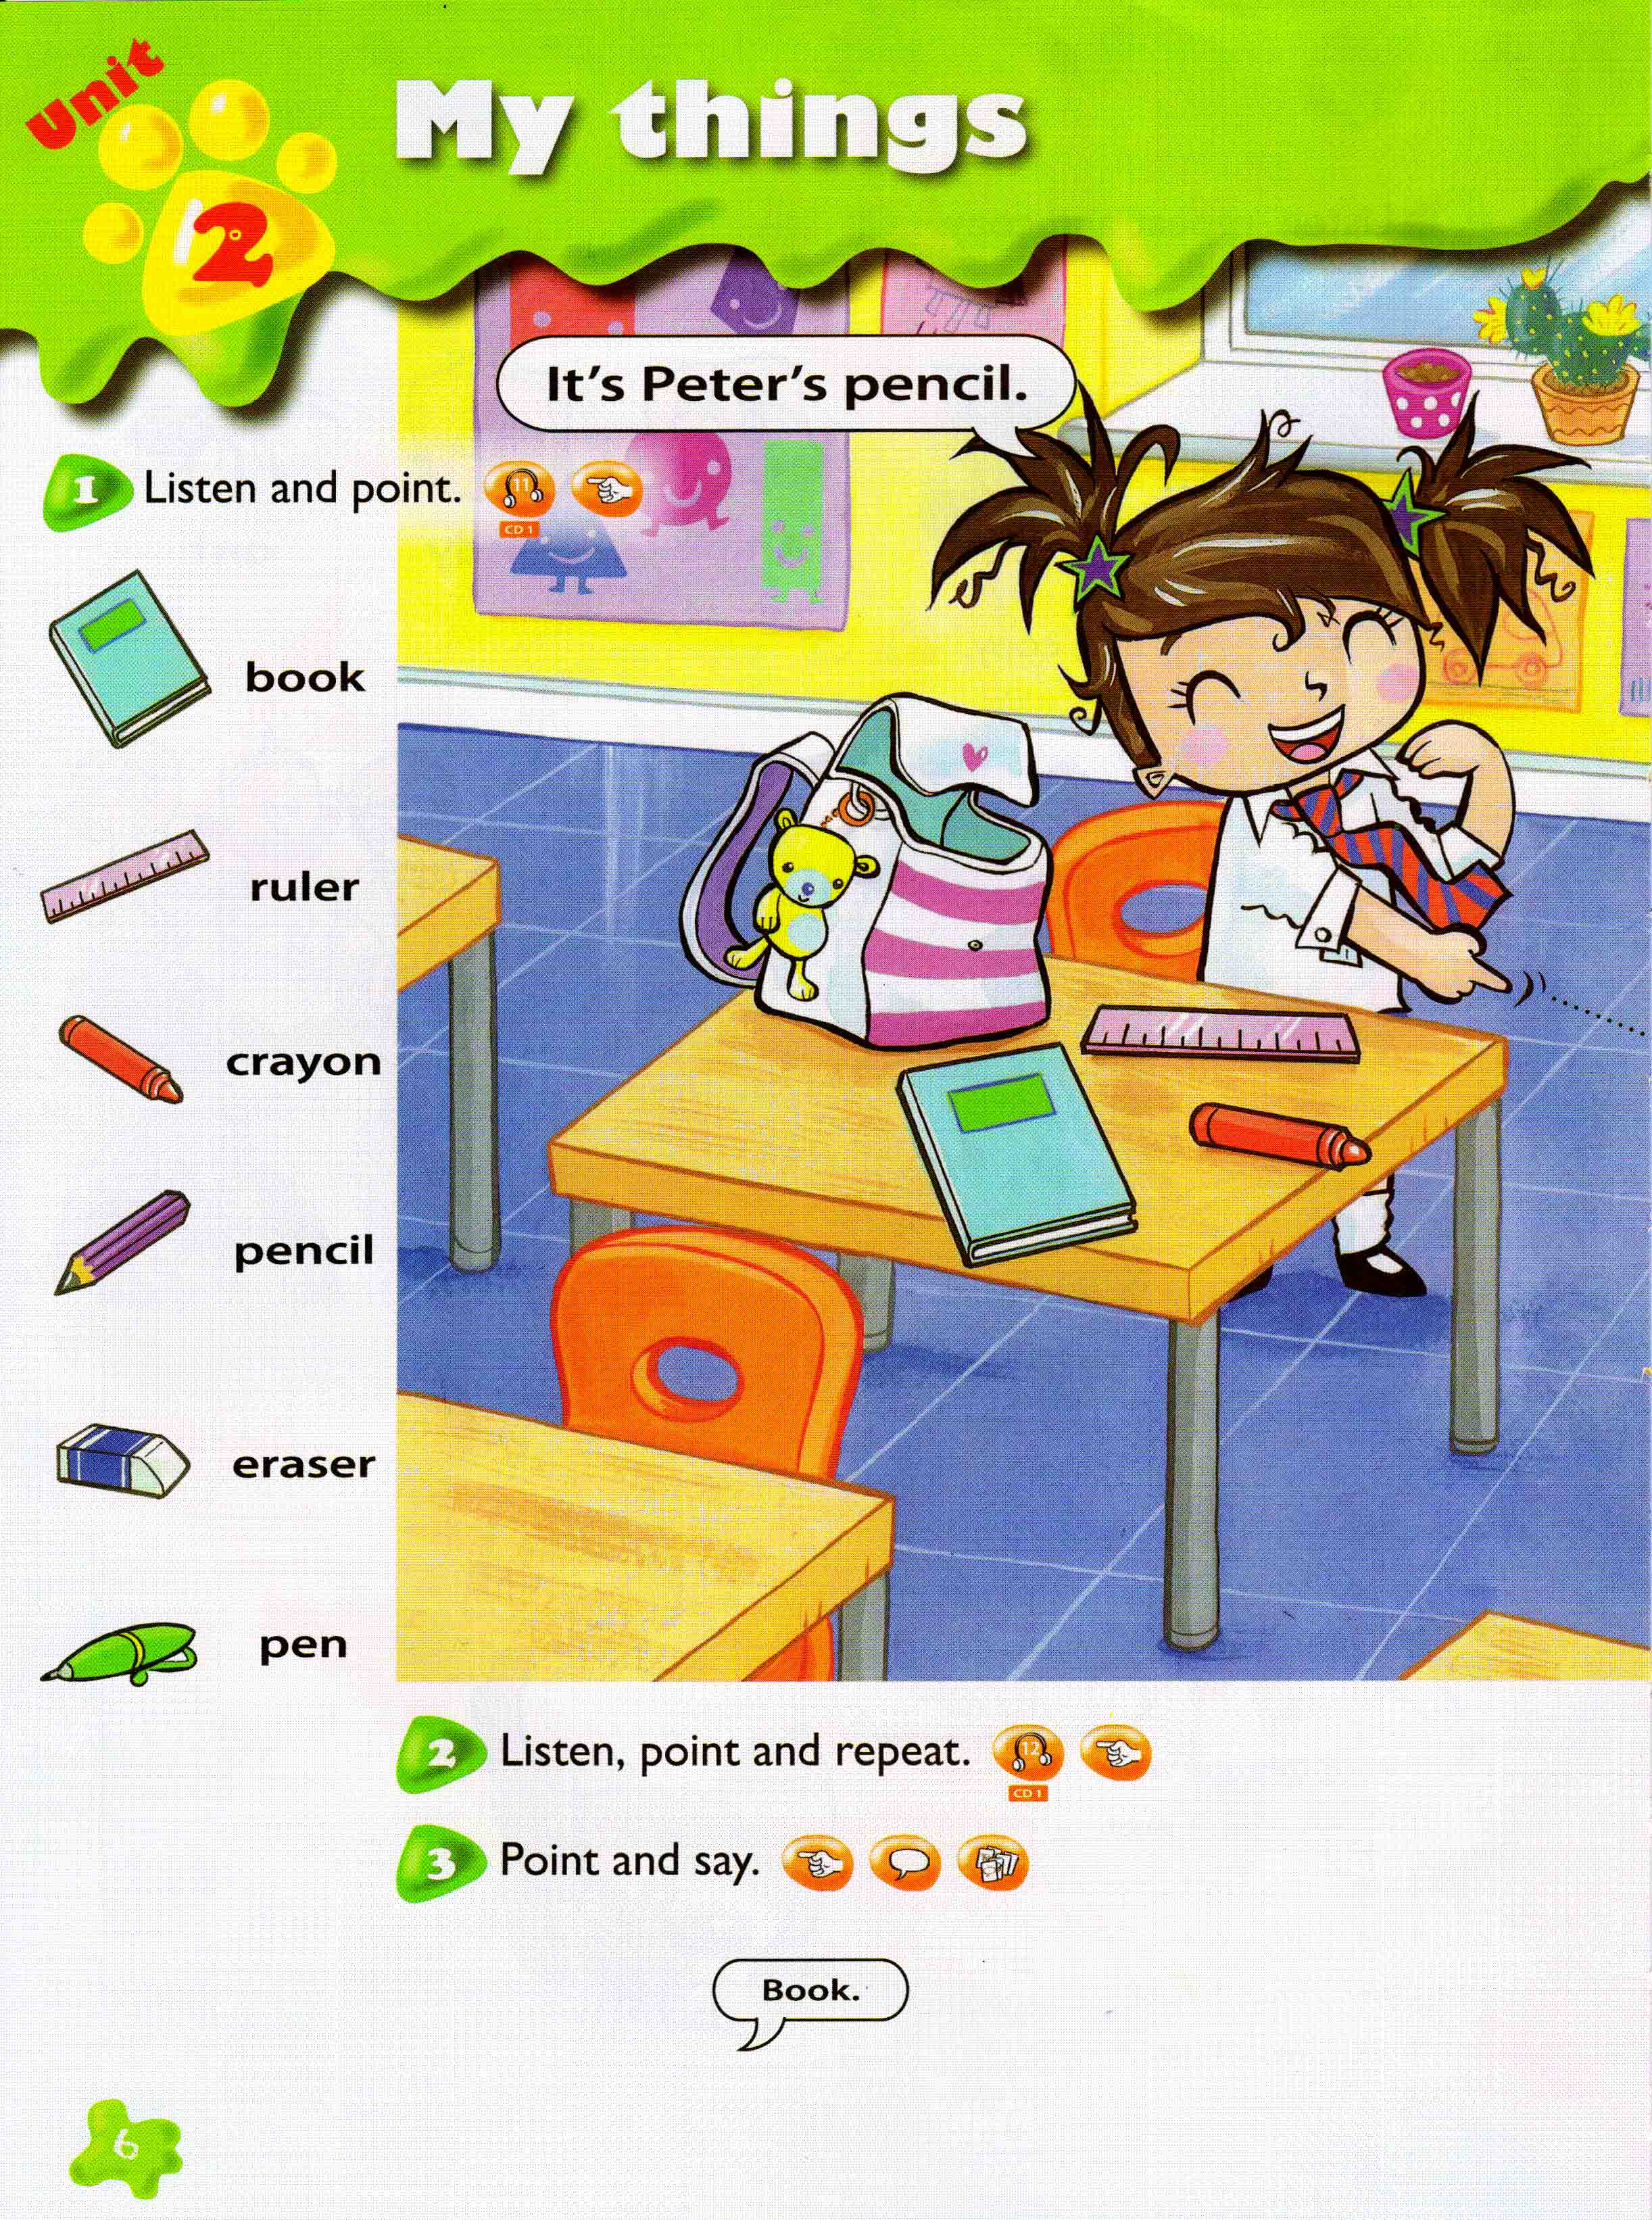 Unit
2
My things
It's Peter's pencil.
1 Listen and point.
11
CD 1
book
ruler
crayon
pencil
eraser
pen
2 Listen, point and repeat.
12
CD 1
3 Point and say.
Book.
6